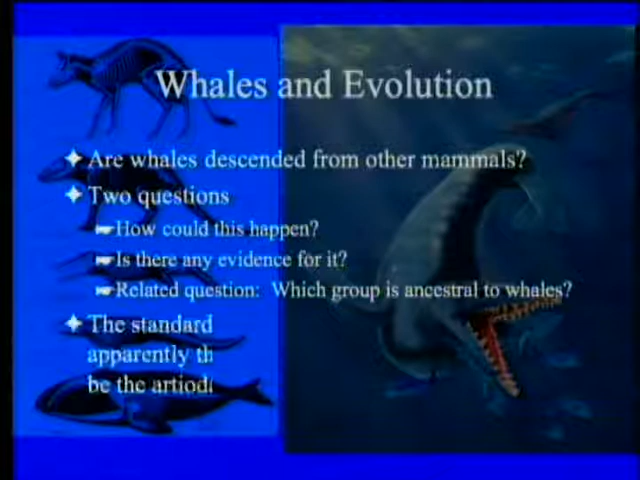 Whales and Evolution
Are whales descended from other mammals?
Two questions
How could this happen?
Is there any evidence for it?
Related question: Which group is ancestral to whales?
The standard
apparently th
be the artiod